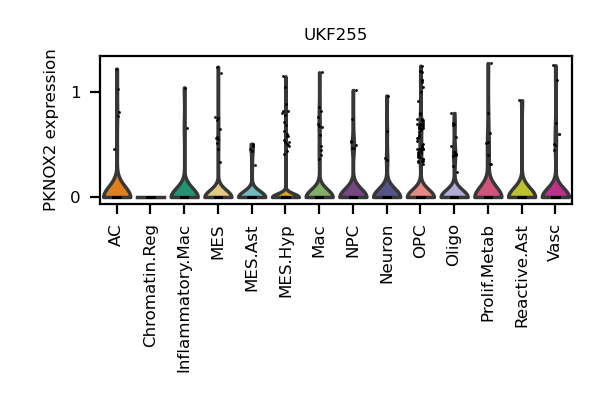 UKF255
PKNOX2 expression
1
0
AC
Chromatin.Reg
Inflammatory.Mac
MES
MES.Ast
MES.Hyp
Mac
NPC
Neuron
OPC
Oligo
Prolif.Metab
Reactive.Ast
Vasc